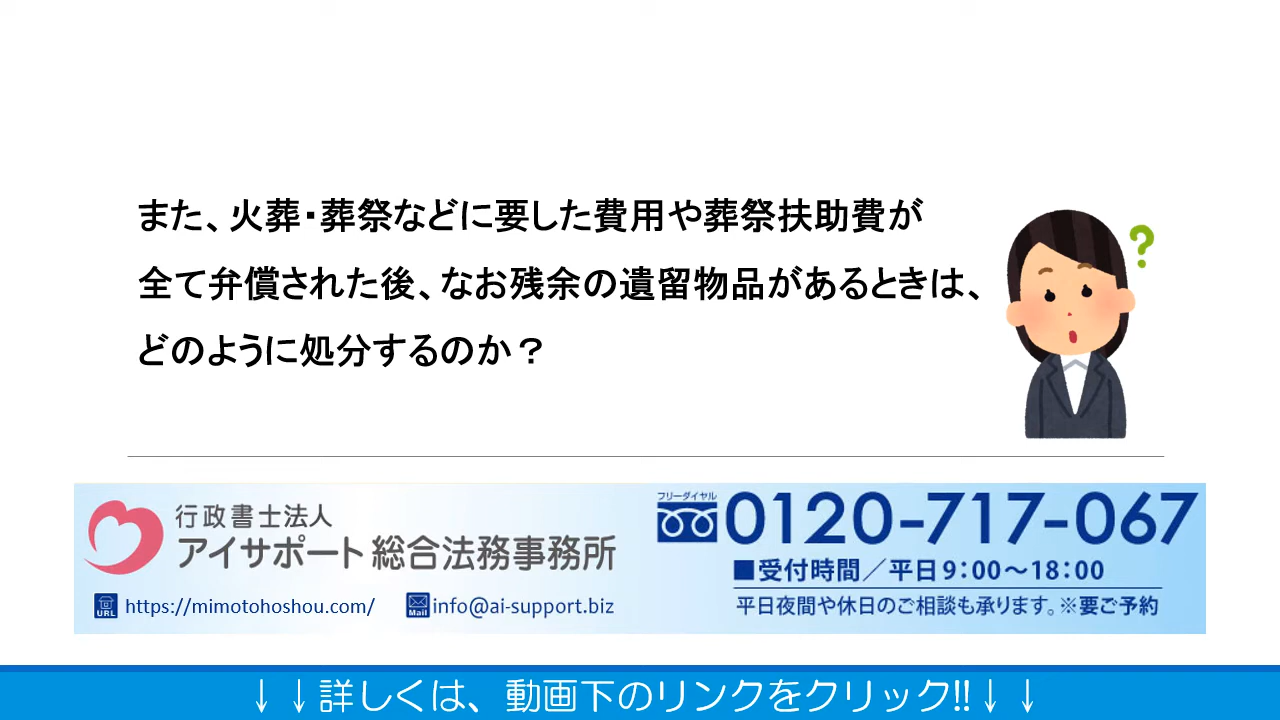 また、火葬・葬祭などに要した費用や葬祭扶助費が
全て弁償された後、なお残余の遺留物品があるときは、
どのように処分するのか？
?
行政書士法人
アイサポート総合法務事務所
URL https://mimotohoshou.com/
Mail info@ai-support.biz
フリーダイヤル
0120-717-067
■受付時間／平日9:00～18:00
平日夜間や休日のご相談も承ります。※要ご予約
↓↓詳しくは、動画下のリンクをクリック!!↓↓